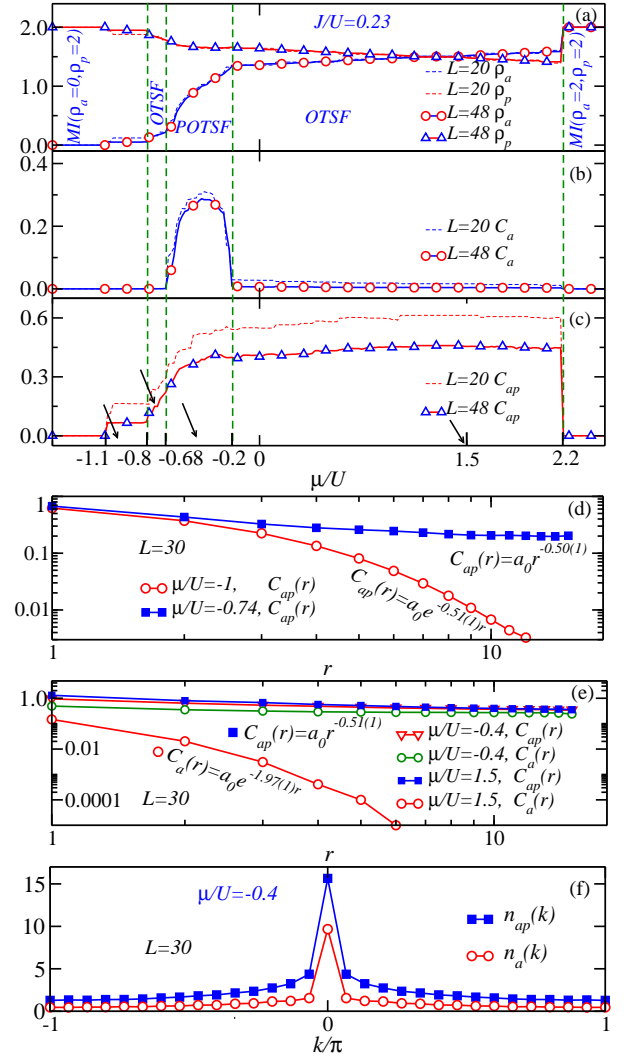 J/U=0.23
(a)
2.0
1.0
0.0
MI(ρa=0,ρp=2)
OTSF
POTSF
OTSF
MI(ρa=2,ρp=2)
L=20 ρa
L=20 ρp
L=48 ρa
L=48 ρp
(b)
0.4
0.2
0.0
L=20 Ca
L=48 Ca
(c)
0.6
0.3
0.0
L=20 Cap
L=48 Cap
-1.1 -0.8 -0.68 -0.2 0 1.5 2.2
μ/U
(d)
1
0.1
0.01
L=30
Cap(r)=a0r^-0.50(1)
μ/U=-1, Cap(r)
μ/U=-0.74, Cap(r)
Cap(r)=a0e^-0.51(1)r
1 10
r
(e)
1.0
0.01
0.0001
Cap(r)=a0r^-0.51(1)
Ca(r)=a0e^-1.97(1)r
L=30
μ/U=-0.4, Cap(r)
μ/U=-0.4, Ca(r)
μ/U=1.5, Cap(r)
μ/U=1.5, Ca(r)
1 10
r
(f)
μ/U=-0.4
15
10
5
0
L=30
nap(k)
na(k)
-1 0 1
k/π